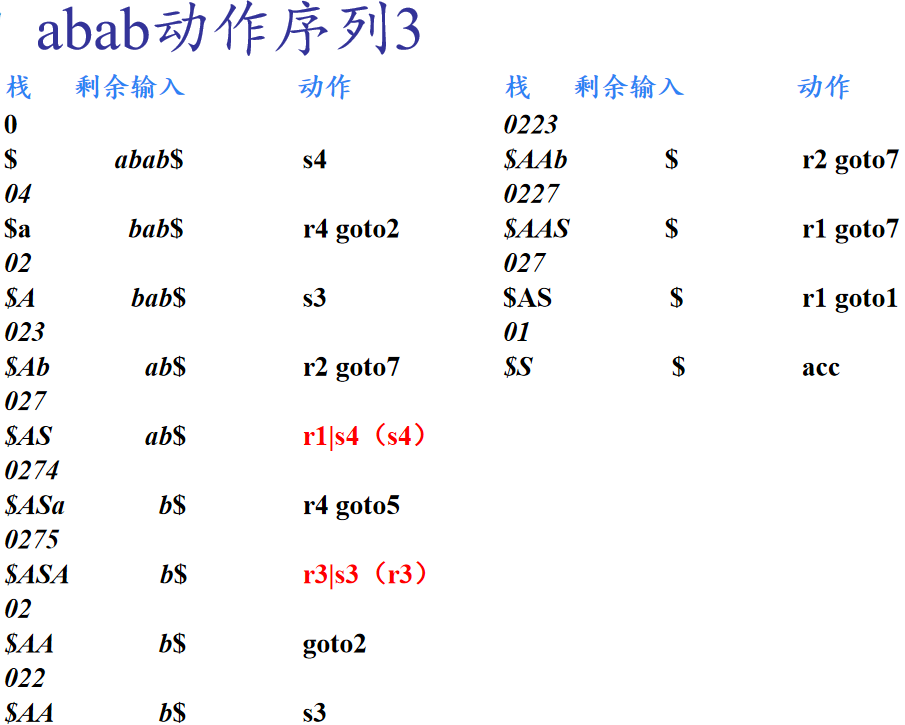 abab动作序列3
栈 剩余输入 动作
0
$ abab$ s4
04
$a bab$ r4 goto2
02
$A bab$ s3
023
$Ab ab$ r2 goto7
027
$AS ab$ r1|s4（s4）
0274
$ASa b$ r4 goto5
0275
$ASA b$ r3|s3（r3）
02
$AA b$ goto2
022
$AA b$ s3
栈 剩余输入 动作
0223
$AAb $ r2 goto7
0227
$AAS $ r1 goto7
027
$AS $ r1 goto1
01
$S $ acc